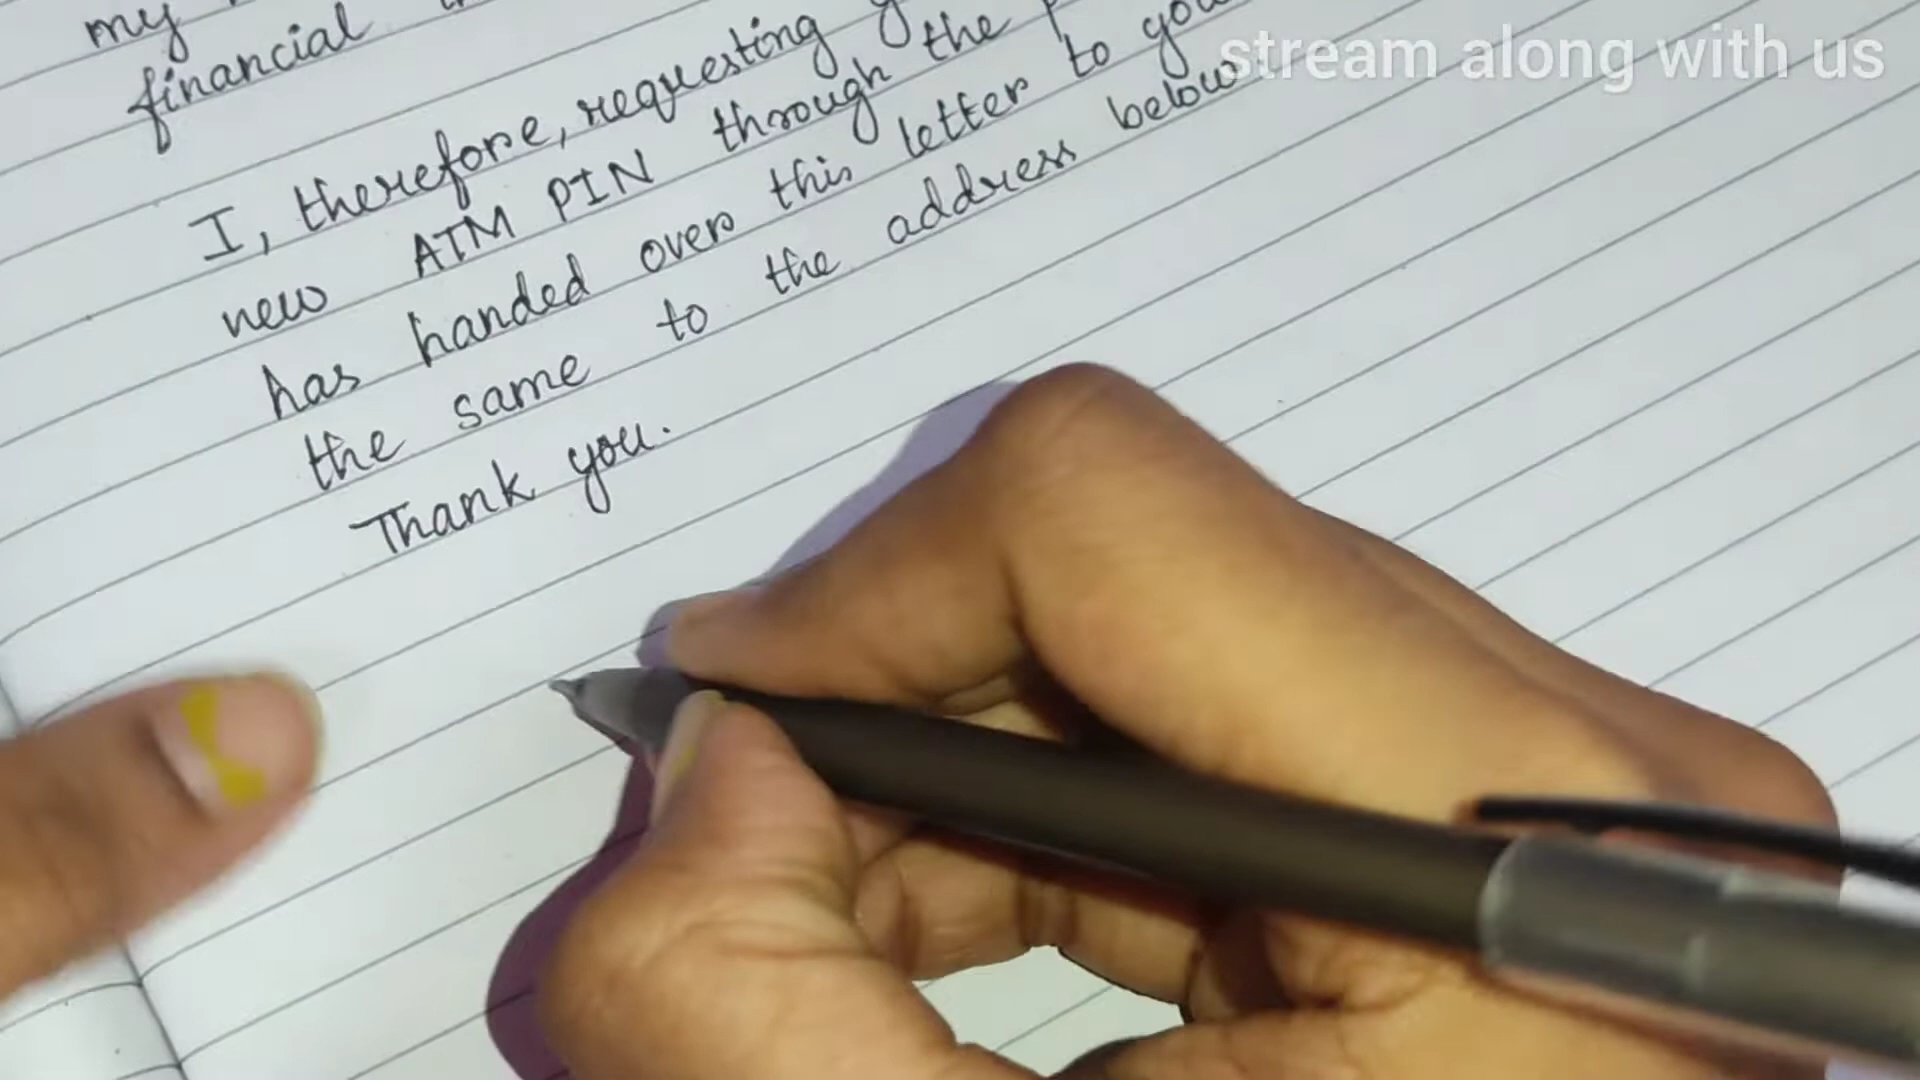 my
financial
I, therefore, requesting
new ATM PIN through the
has handed over this letter to you
the same to the address below.
Thank you.
stream along with us